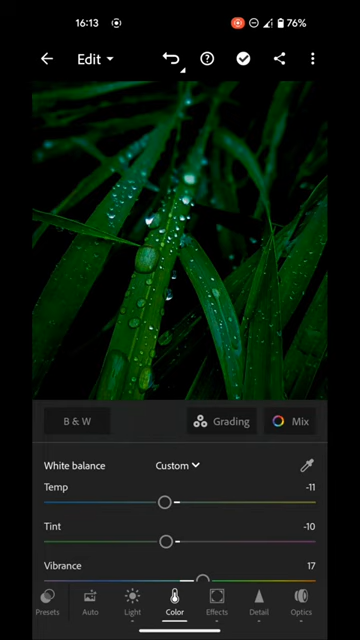 16:13 76%
Edit
B & W Grading Mix
White balance Custom
Temp -11
Tint -10
Vibrance 17
Presets Auto Light Color Effects Detail Optics